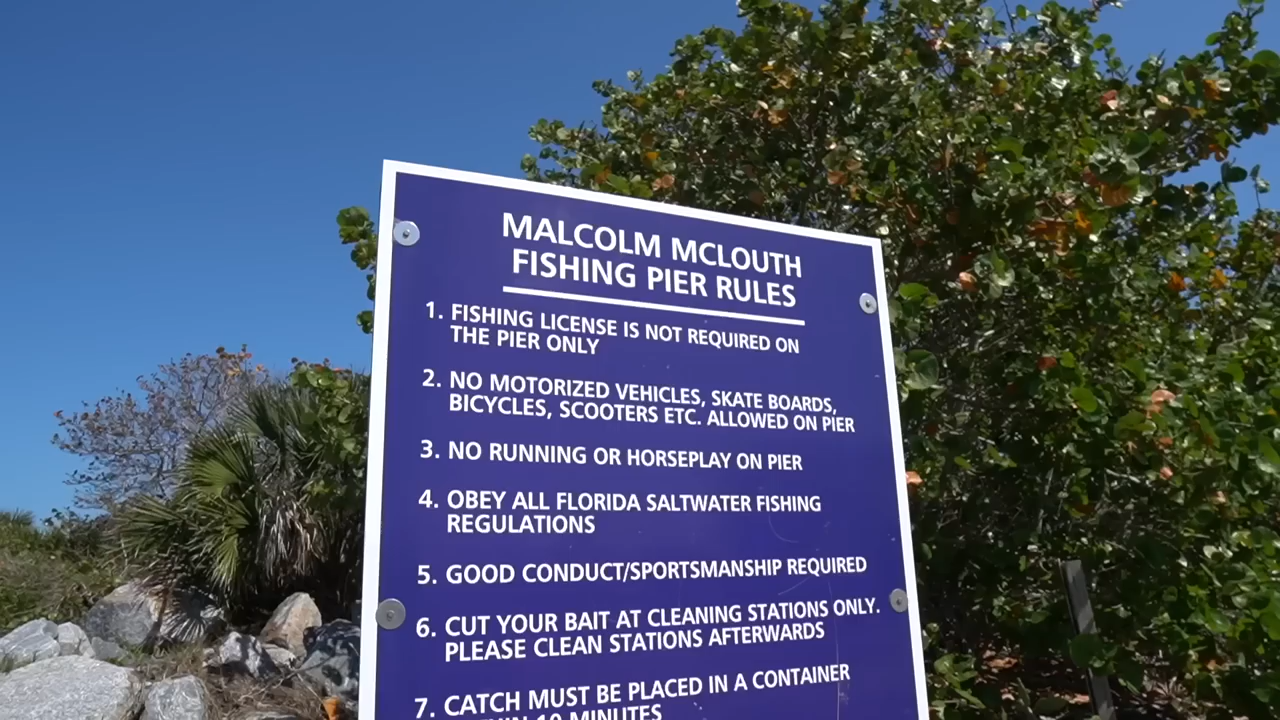 MALCOLM MCLOUTH
FISHING PIER RULES
1. FISHING LICENSE IS NOT REQUIRED ON
THE PIER ONLY
2. NO MOTORIZED VEHICLES, SKATE BOARDS,
BICYCLES, SCOOTERS ETC. ALLOWED ON PIER
3. NO RUNNING OR HORSEPLAY ON PIER
4. OBEY ALL FLORIDA SALTWATER FISHING
REGULATIONS
5. GOOD CONDUCT/SPORTSMANSHIP REQUIRED
6. CUT YOUR BAIT AT CLEANING STATIONS ONLY.
PLEASE CLEAN STATIONS AFTERWARDS
7. CATCH MUST BE PLACED IN A CONTAINER
WITHIN 10 MINUTES